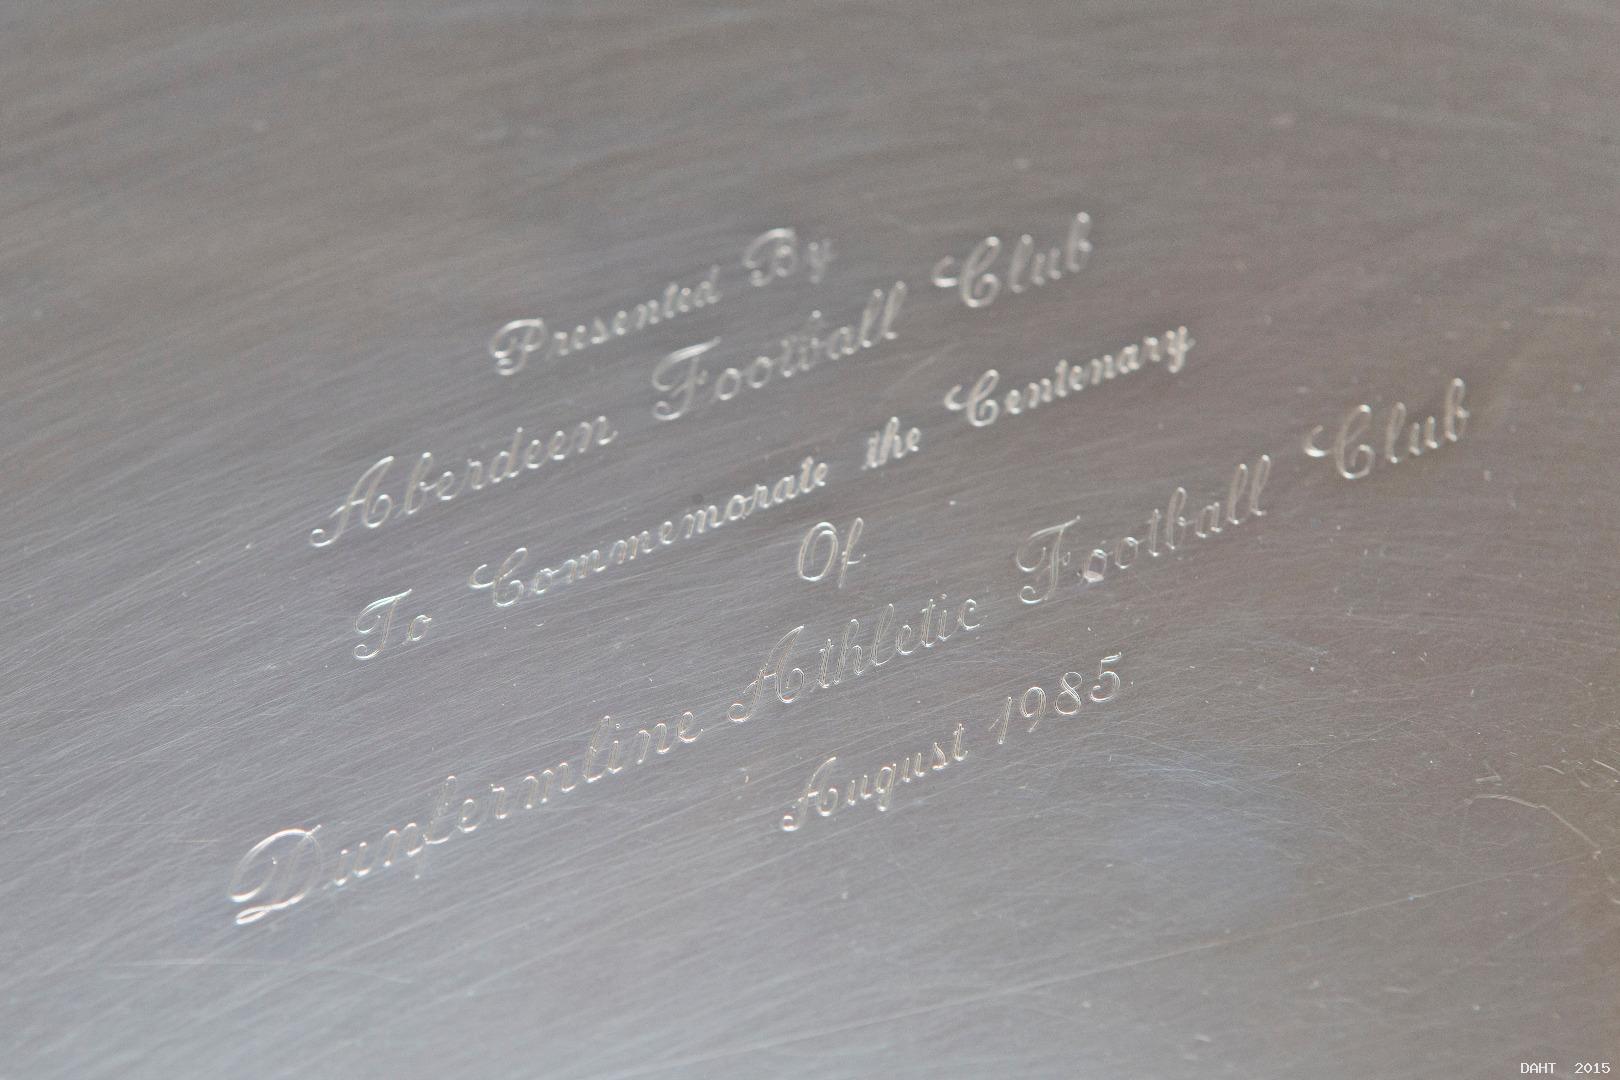 Presented By
Aberdeen Football Club
To Commemorate the Centenary
Of
Dunfermline Athletic Football Club
August 1985
DAHT 2015